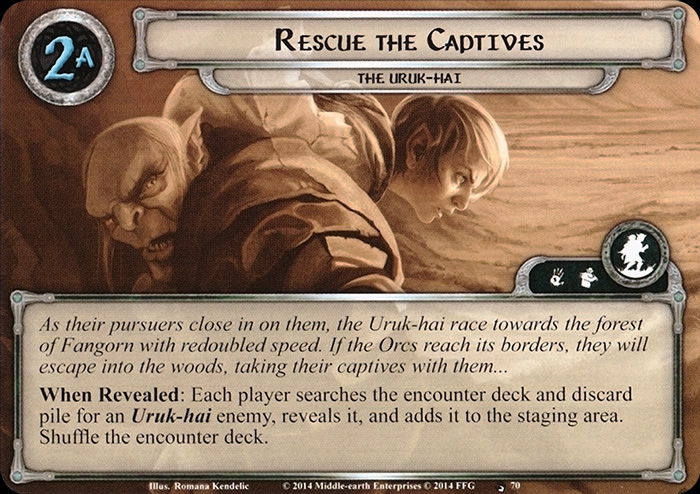 2A
RESCUE THE CAPTIVES
THE URUK-HAI
As their pursuers close in on them, the Uruk-hai race towards the forest
of Fangorn with redoubled speed. If the Orcs reach its borders, they will
escape into the woods, taking their captives with them...
When Revealed: Each player searches the encounter deck and discard
pile for an Uruk-hai enemy, reveals it, and adds it to the staging area.
Shuffle the encounter deck.
Illus. Romana Kendelic © 2014 Middle-earth Enterprises © 2014 FFG 70